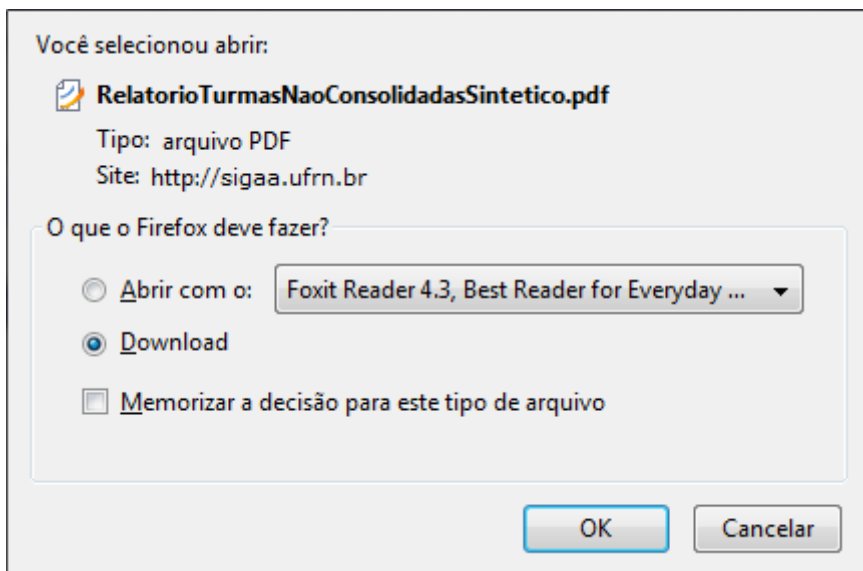 Você selecionou abrir:
RelatorioTurmasNaoConsolidadasSintetico.pdf
Tipo: arquivo PDF
Site: http://sigaa.ufrn.br
O que o Firefox deve fazer?
Abrir com o: Foxit Reader 4.3, Best Reader for Everyday ...
Download
Memorizar a decisão para este tipo de arquivo
OK Cancelar